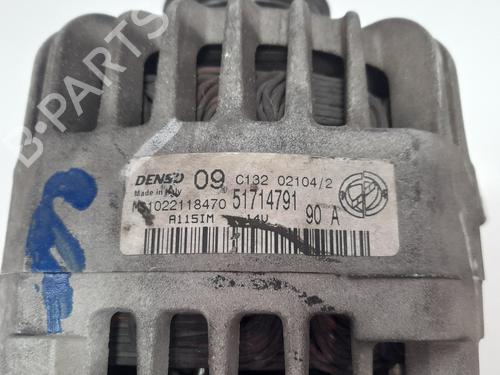 B-PARTS
DENSO 09 C132 02104/2
Made in Italy
MS1022118470 51714791
A115IM 14V 90 A